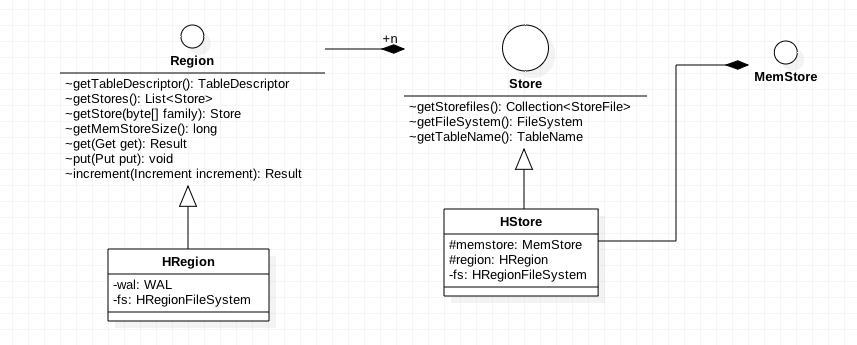 Region
~getTableDescriptor(): TableDescriptor
~getStores(): List<Store>
~getStore(byte[] family): Store
~getMemStoreSize(): long
~get(Get get): Result
~put(Put put): void
~increment(Increment increment): Result
+n
Store
~getStorefiles(): Collection<StoreFile>
~getFileSystem(): FileSystem
~getTableName(): TableName
MemStore
HRegion
-wal: WAL
-fs: HRegionFileSystem
HStore
#memstore: MemStore
#region: HRegion
-fs: HRegionFileSystem